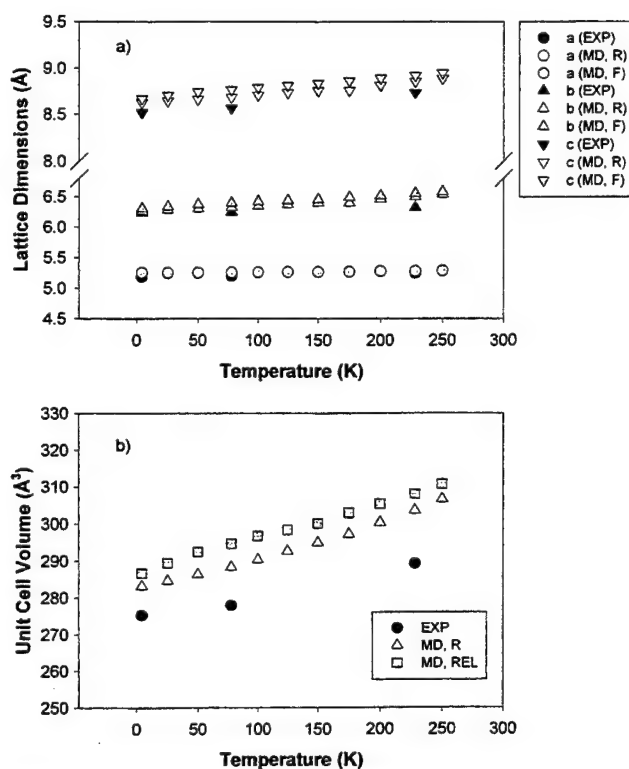 a)
9.5
9.0
8.5
8.0
6.5
6.0
5.5
5.0
4.5
Lattice Dimensions (Å)
0 50 100 150 200 250 300
Temperature (K)
a (EXP)
a (MD, R)
a (MD, F)
b (EXP)
b (MD, R)
b (MD, F)
c (EXP)
c (MD, R)
c (MD, F)
b)
330
320
310
300
290
280
270
260
250
Unit Cell Volume (Å³)
EXP
MD, R
MD, REL
0 50 100 150 200 250 300
Temperature (K)